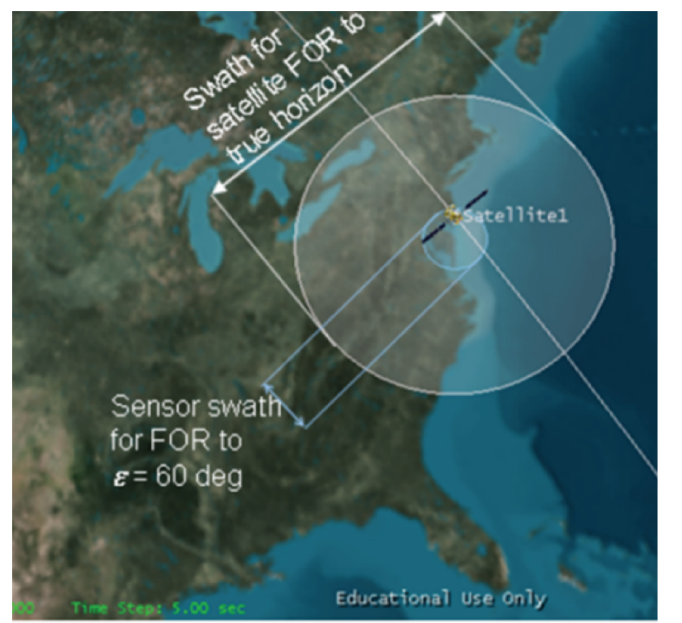 Swath for
satellite FOR to
true horizon
Satellite1
Sensor swath
for FOR to
ε = 60 deg
Educational Use Only
00 Time Step: 5.00 sec